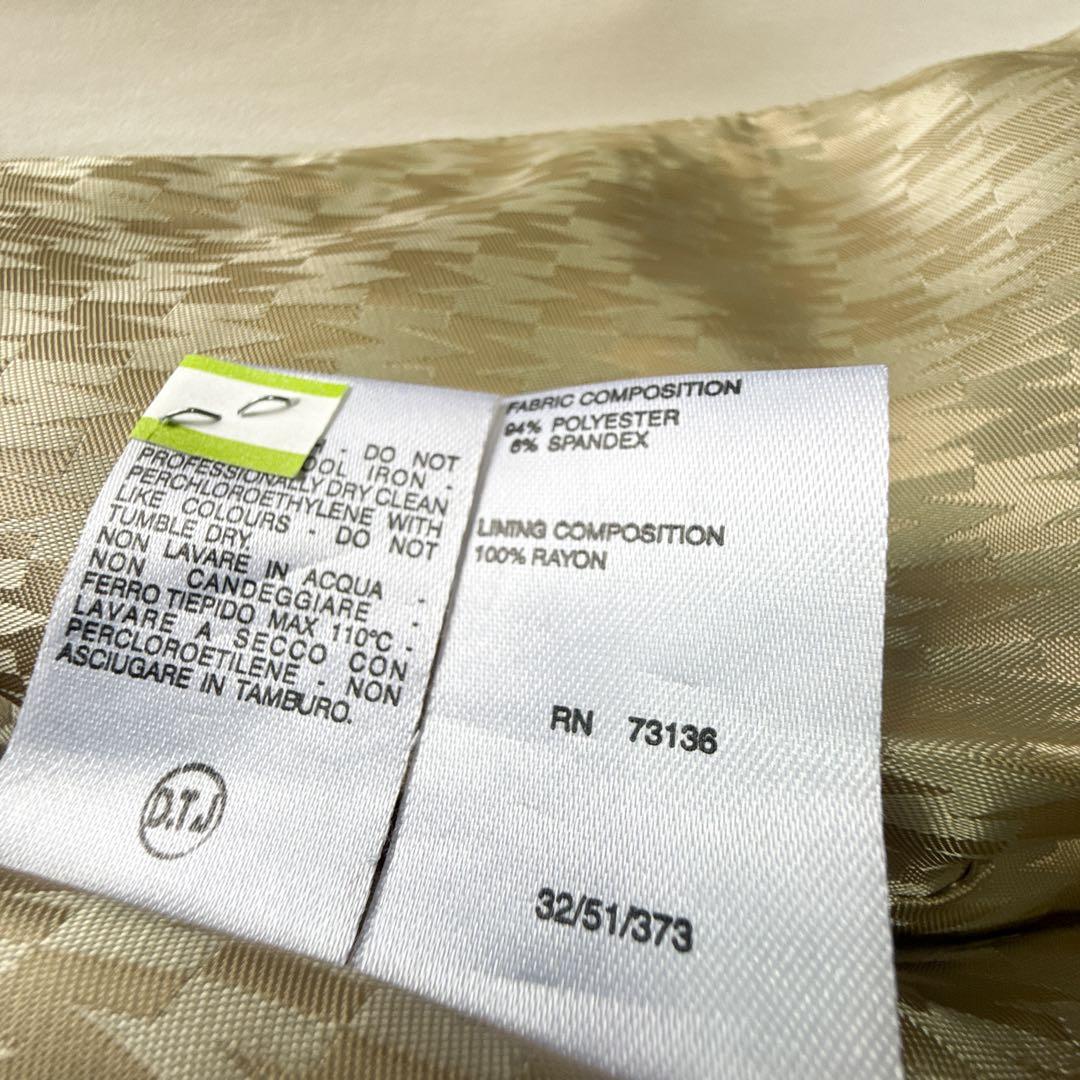 - DO NOT
IRON -
PROFESSIONALLY DRY CLEAN
PERCHLOROETHYLENE WITH
LIKE COLOURS - DO NOT
TUMBLE DRY
NON LAVARE IN ACQUA -
NON CANDEGGIARE -
FERRO TIEPIDO MAX 110°C -
LAVARE A SECCO CON
PERCLOROETILENE - NON
ASCIUGARE IN TAMBURO.
D.T.J
FABRIC COMPOSITION
94% POLYESTER
6% SPANDEX
LINING COMPOSITION
100% RAYON
RN 73136
32/51/373